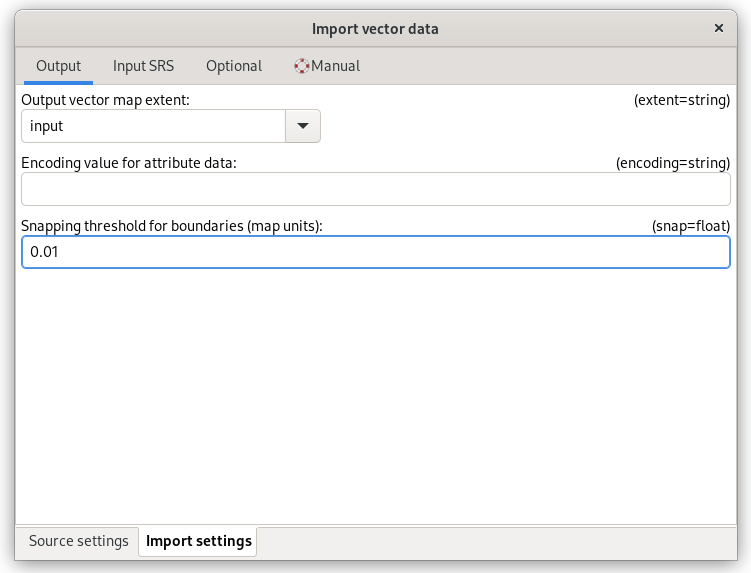 Import vector data ×
Output Input SRS Optional Manual
Output vector map extent: (extent=string)
input
Encoding value for attribute data: (encoding=string)
Snapping threshold for boundaries (map units): (snap=float)
0.01
Source settings Import settings